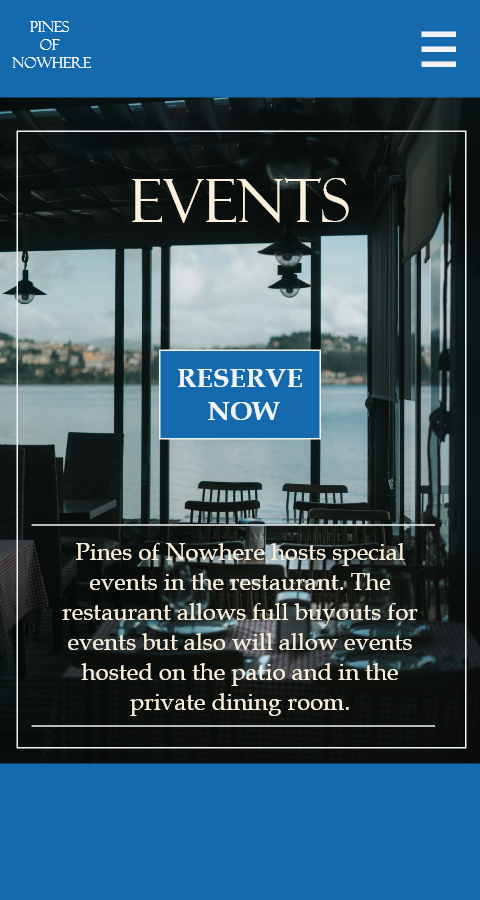 PINES
OF
NOWHERE
EVENTS
RESERVE
NOW
Pines of Nowhere hosts special
events in the restaurant. The
restaurant allows full buyouts for
events but also will allow events
hosted on the patio and in the
private dining room.